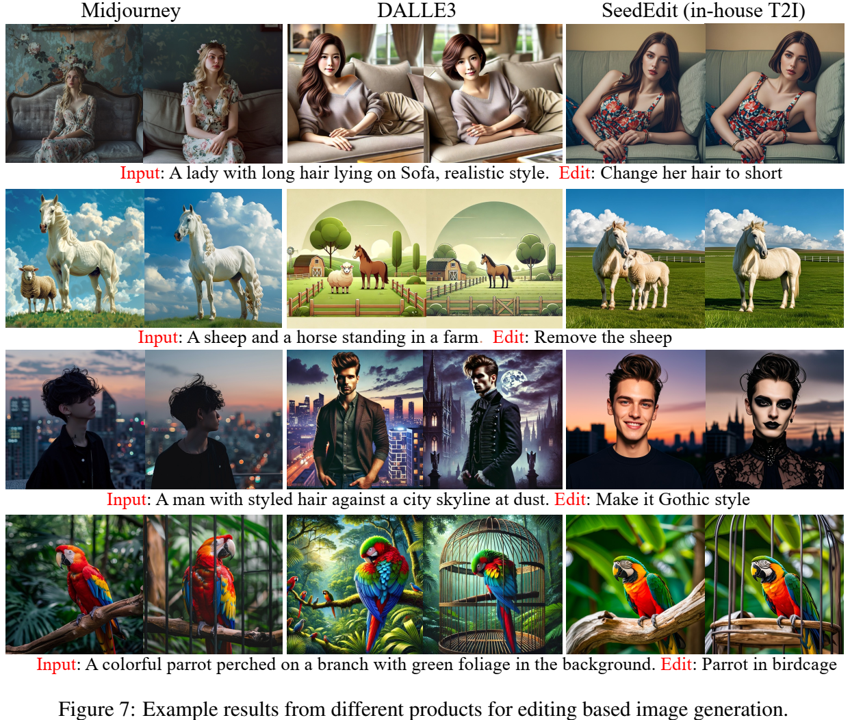 Midjourney DALLE3 SeedEdit (in-house T2I)
Input: A lady with long hair lying on Sofa, realistic style. Edit: Change her hair to short
Input: A sheep and a horse standing in a farm. Edit: Remove the sheep
Input: A man with styled hair against a city skyline at dust. Edit: Make it Gothic style
Input: A colorful parrot perched on a branch with green foliage in the background. Edit: Parrot in birdcage
Figure 7: Example results from different products for editing based image generation.